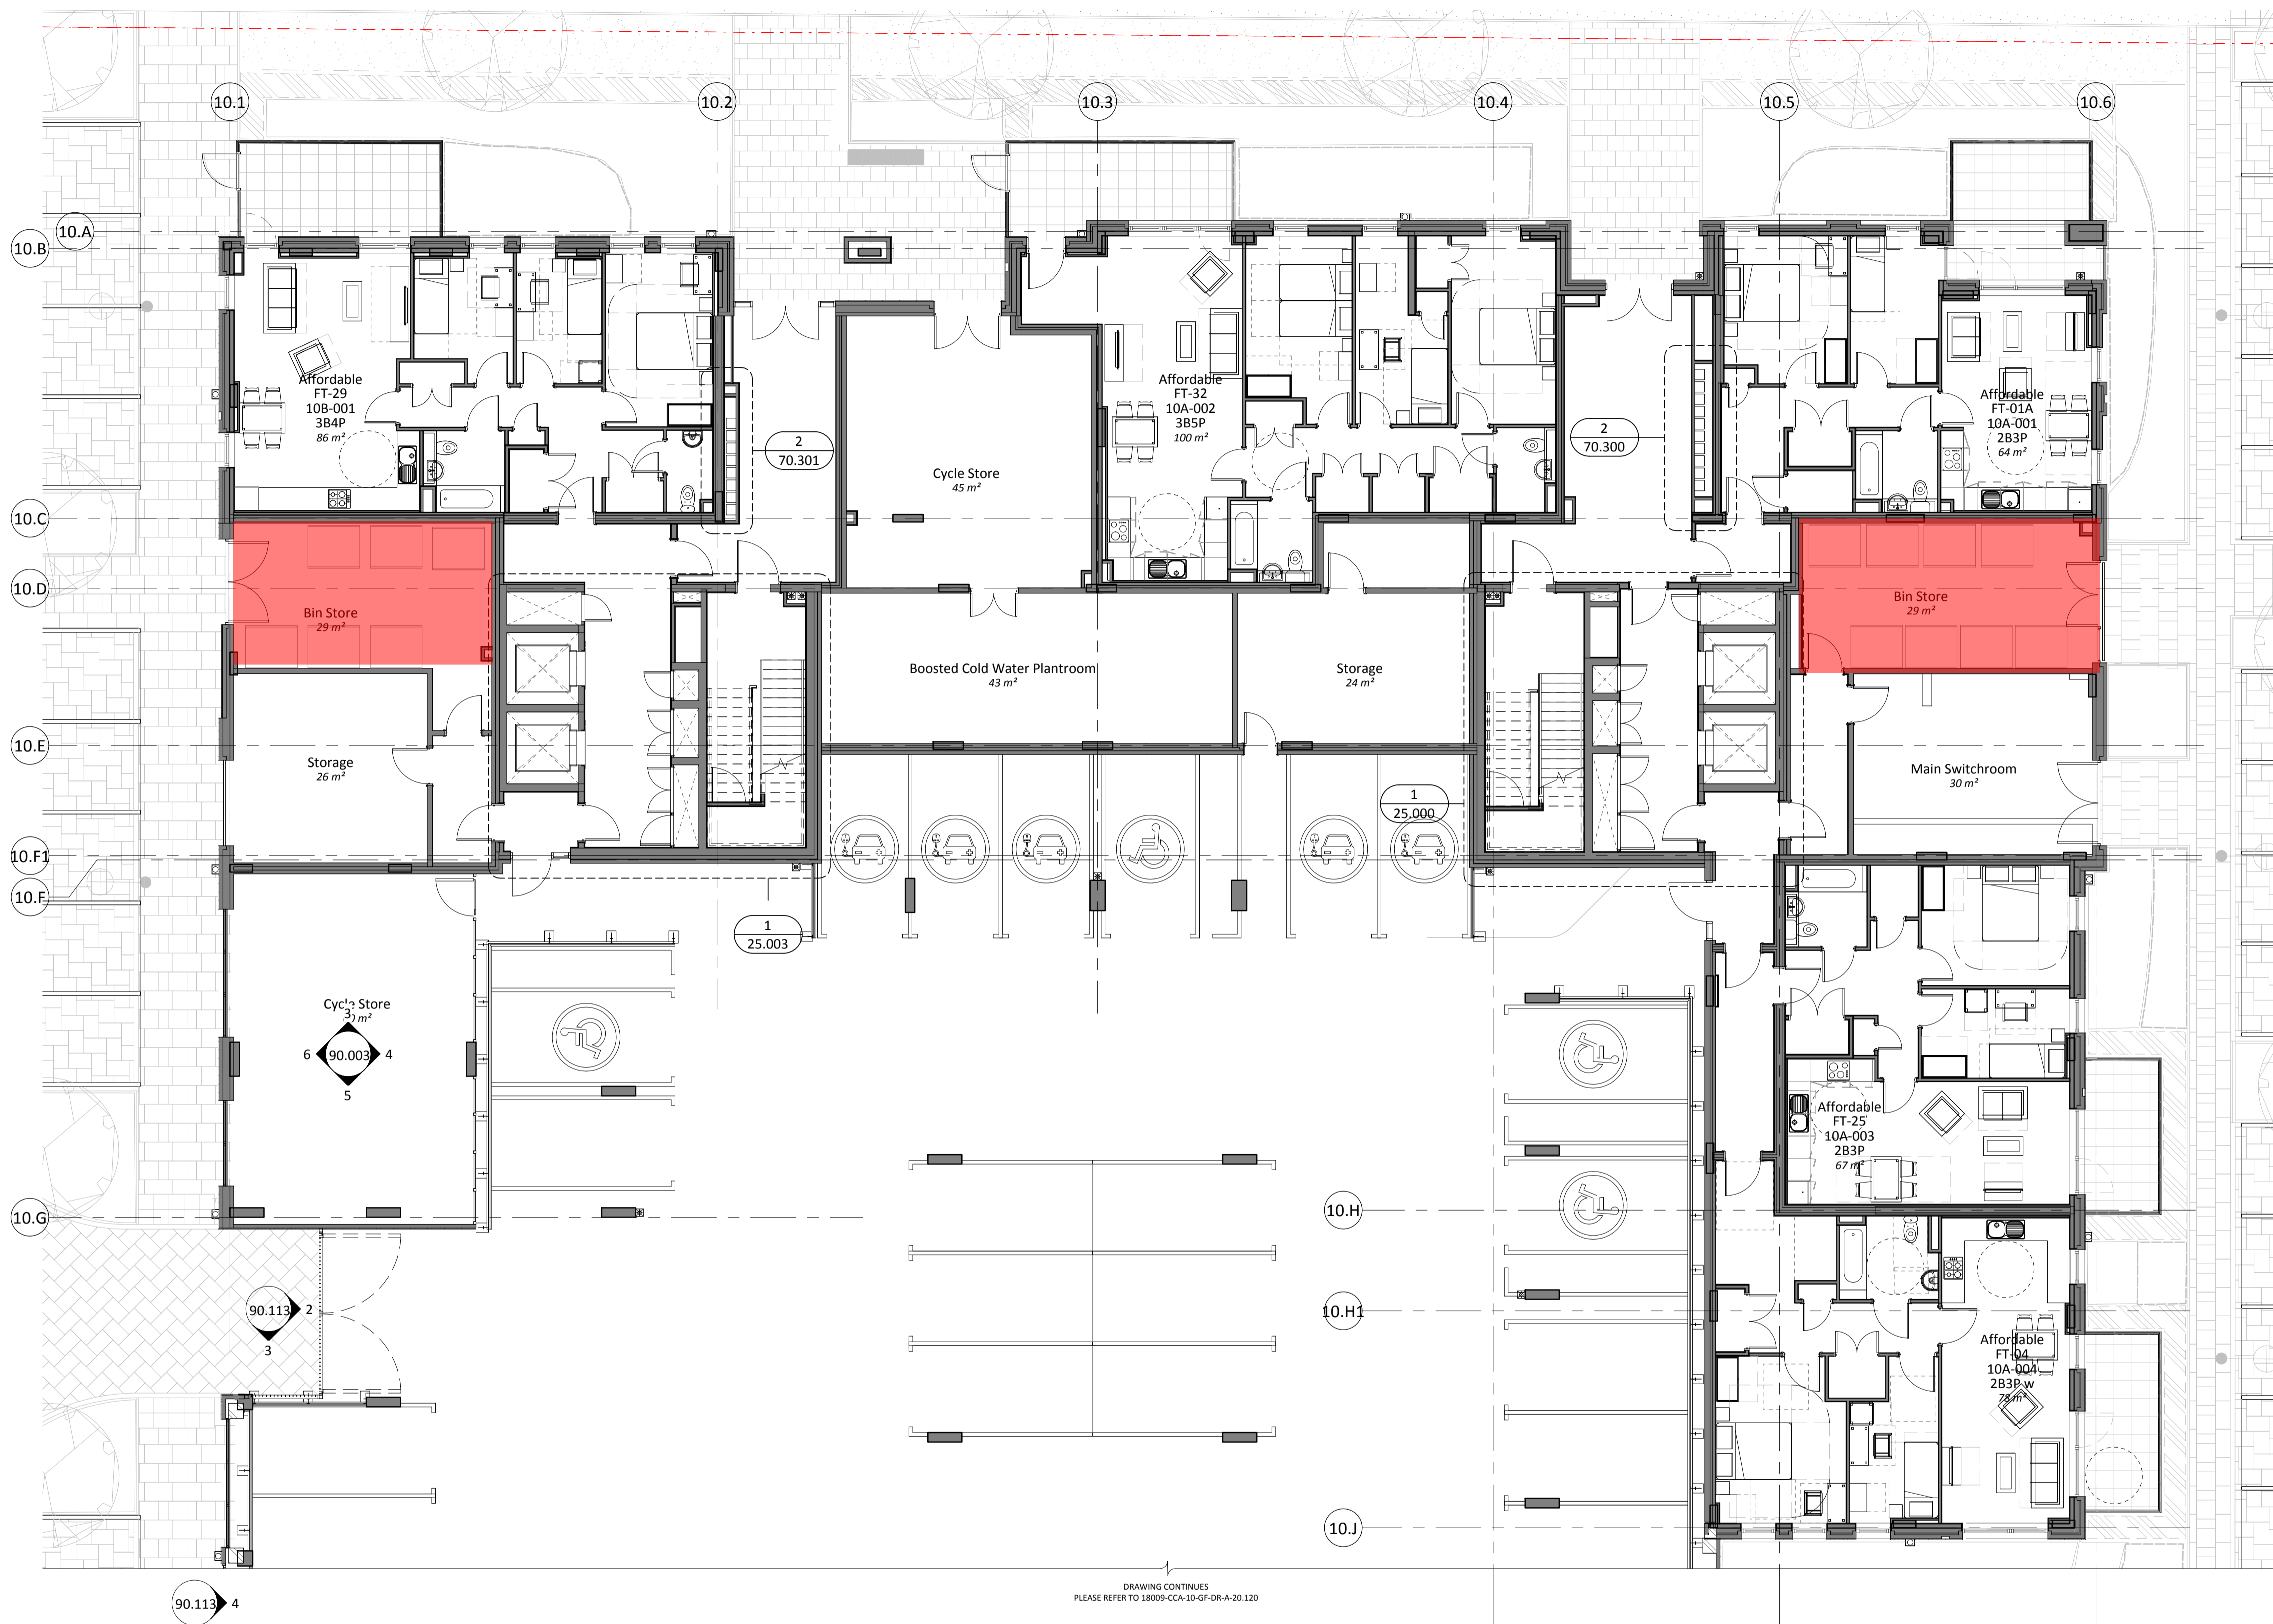 10.1
10.2
10.3
10.4
10.5
10.6
10.A
10.B
Affordable
FT-29
10B-001
3B4P
86 m²
2
70.301
Cycle Store
45 m²
Affordable
FT-32
10A-002
3B5P
100 m²
2
70.300
Affordable
FT-01A
10A-001
2B3P
64 m²
10.C
10.D
Bin Store
29 m²
Bin Store
29 m²
Boosted Cold Water Plantroom
43 m²
Storage
24 m²
10.E
Storage
26 m²
Main Switchroom
30 m²
1
25.000
10.F1
10.F
1
25.003
Cycle Store
m²
3
6
90.003
4
5
Affordable
FT-25
10A-003
2B3P
67 m²
10.G
10.H
90.113
2
3
10.H1
Affordable
FT-04
10A-004
2B3P w
78 m²
10.J
DRAWING CONTINUES
PLEASE REFER TO 18009-CCA-10-GF-DR-A-20.120
90.113
4